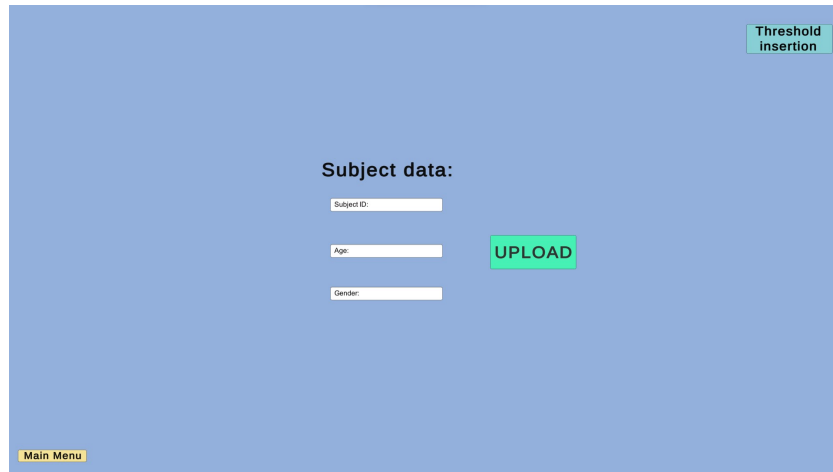 Threshold
insertion
Subject data:
Subject ID:
Age:
UPLOAD
Gender:
Main Menu